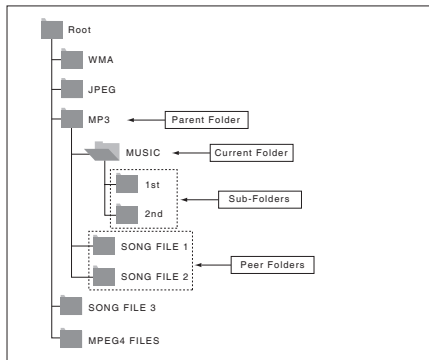 Root
WMA
JPEG
MP3 Parent Folder
MUSIC Current Folder
1st
Sub-Folders
2nd
SONG FILE 1
Peer Folders
SONG FILE 2
SONG FILE 3
MPEG4 FILES